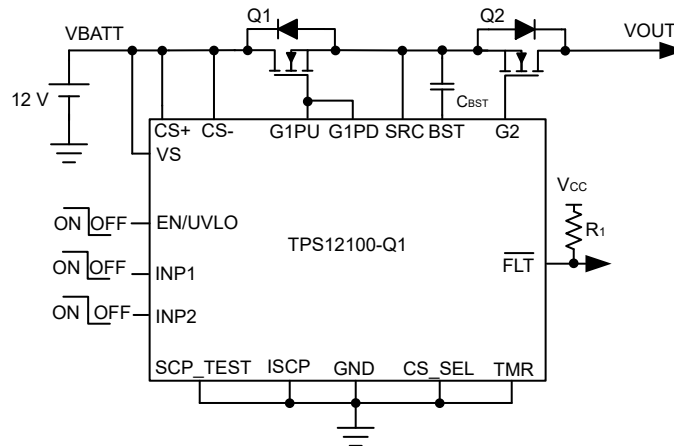 Q1
Q2
VBATT
VOUT
12 V
CBST
CS+
CS-
G1PU
G1PD
SRC
BST
G2
VS
VCC
ON
OFF
EN/UVLO
TPS12100-Q1
R1
ON
OFF
INP1
FLT
ON
OFF
INP2
SCP_TEST
ISCP
GND
CS_SEL
TMR